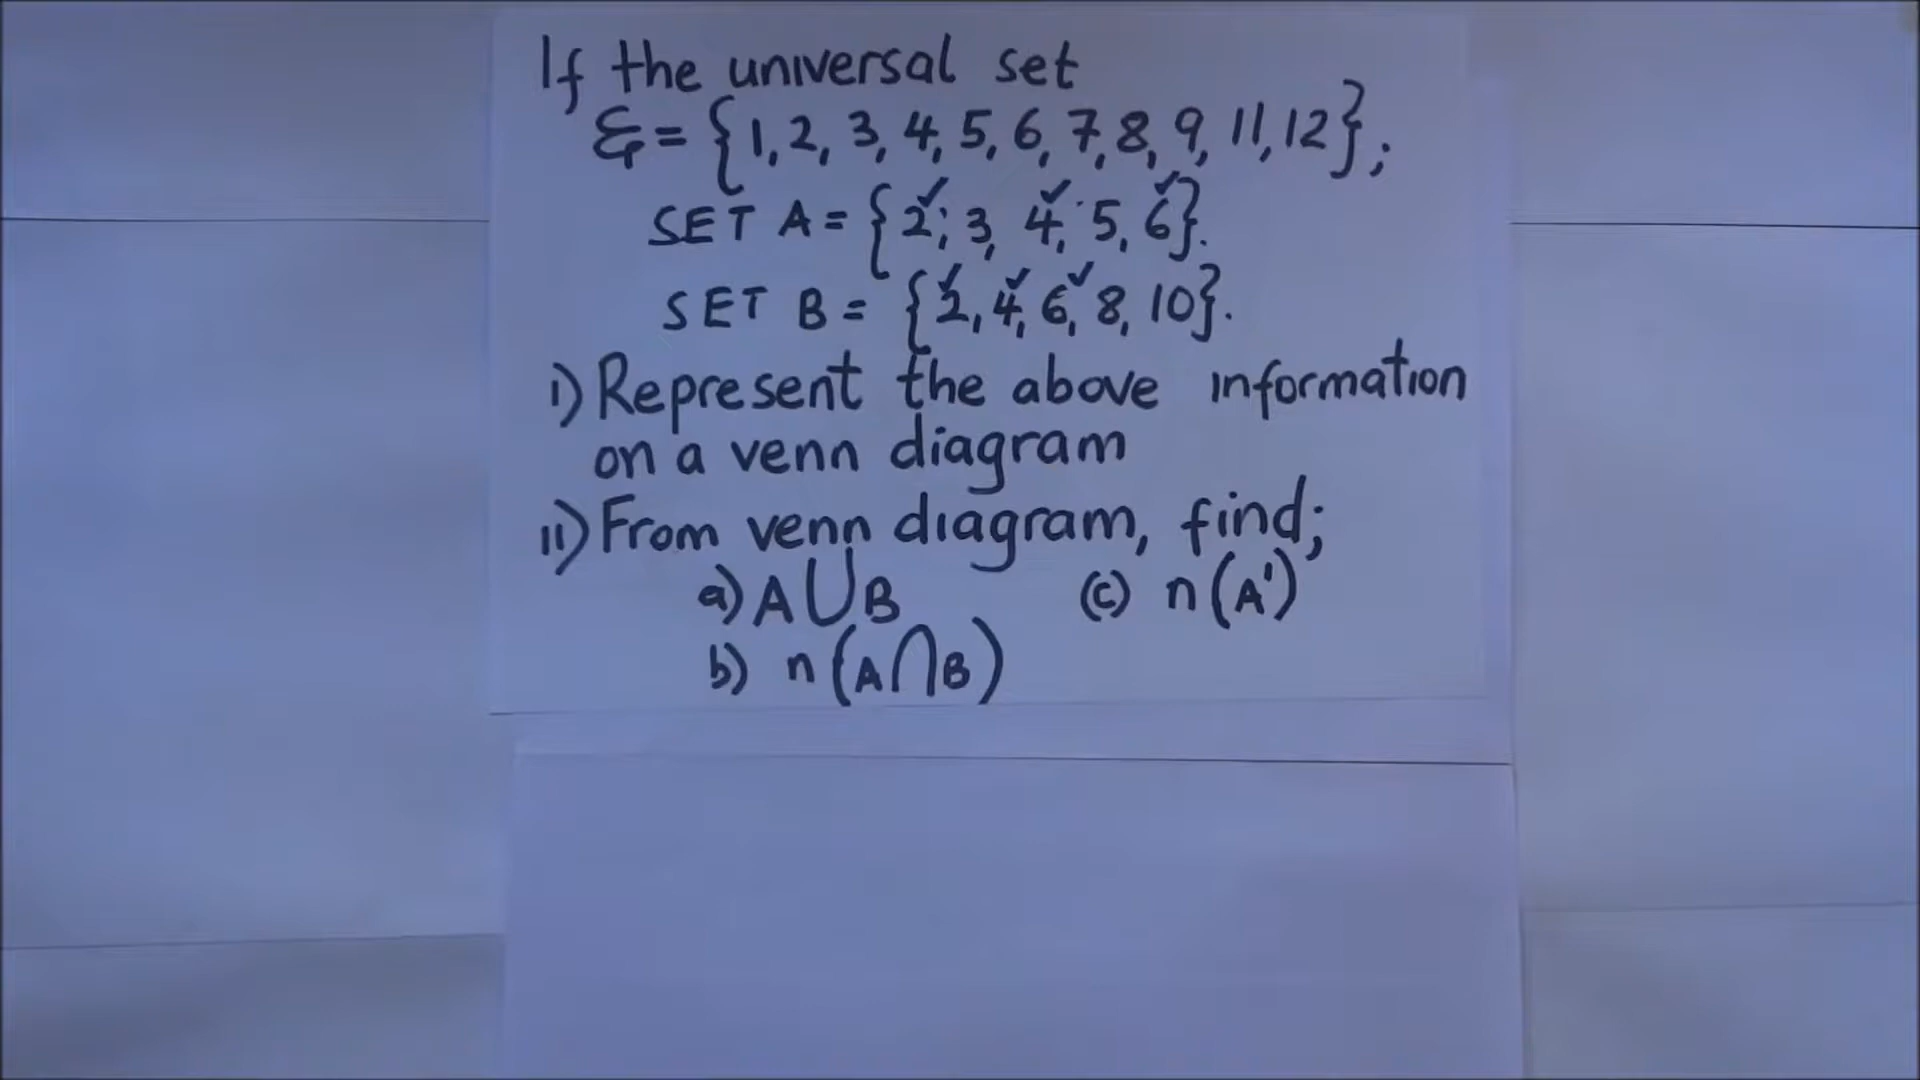 If the universal set
ℰ = {1, 2, 3, 4, 5, 6, 7, 8, 9, 11, 12};
SET A = {2; 3, 4, 5, 6}.
SET B = {2, 4, 6, 8, 10}.
i) Represent the above information
on a venn diagram
ii) From venn diagram, find;
a) A ⋃ B (c) n(A')
b) n(A ⋂ B)